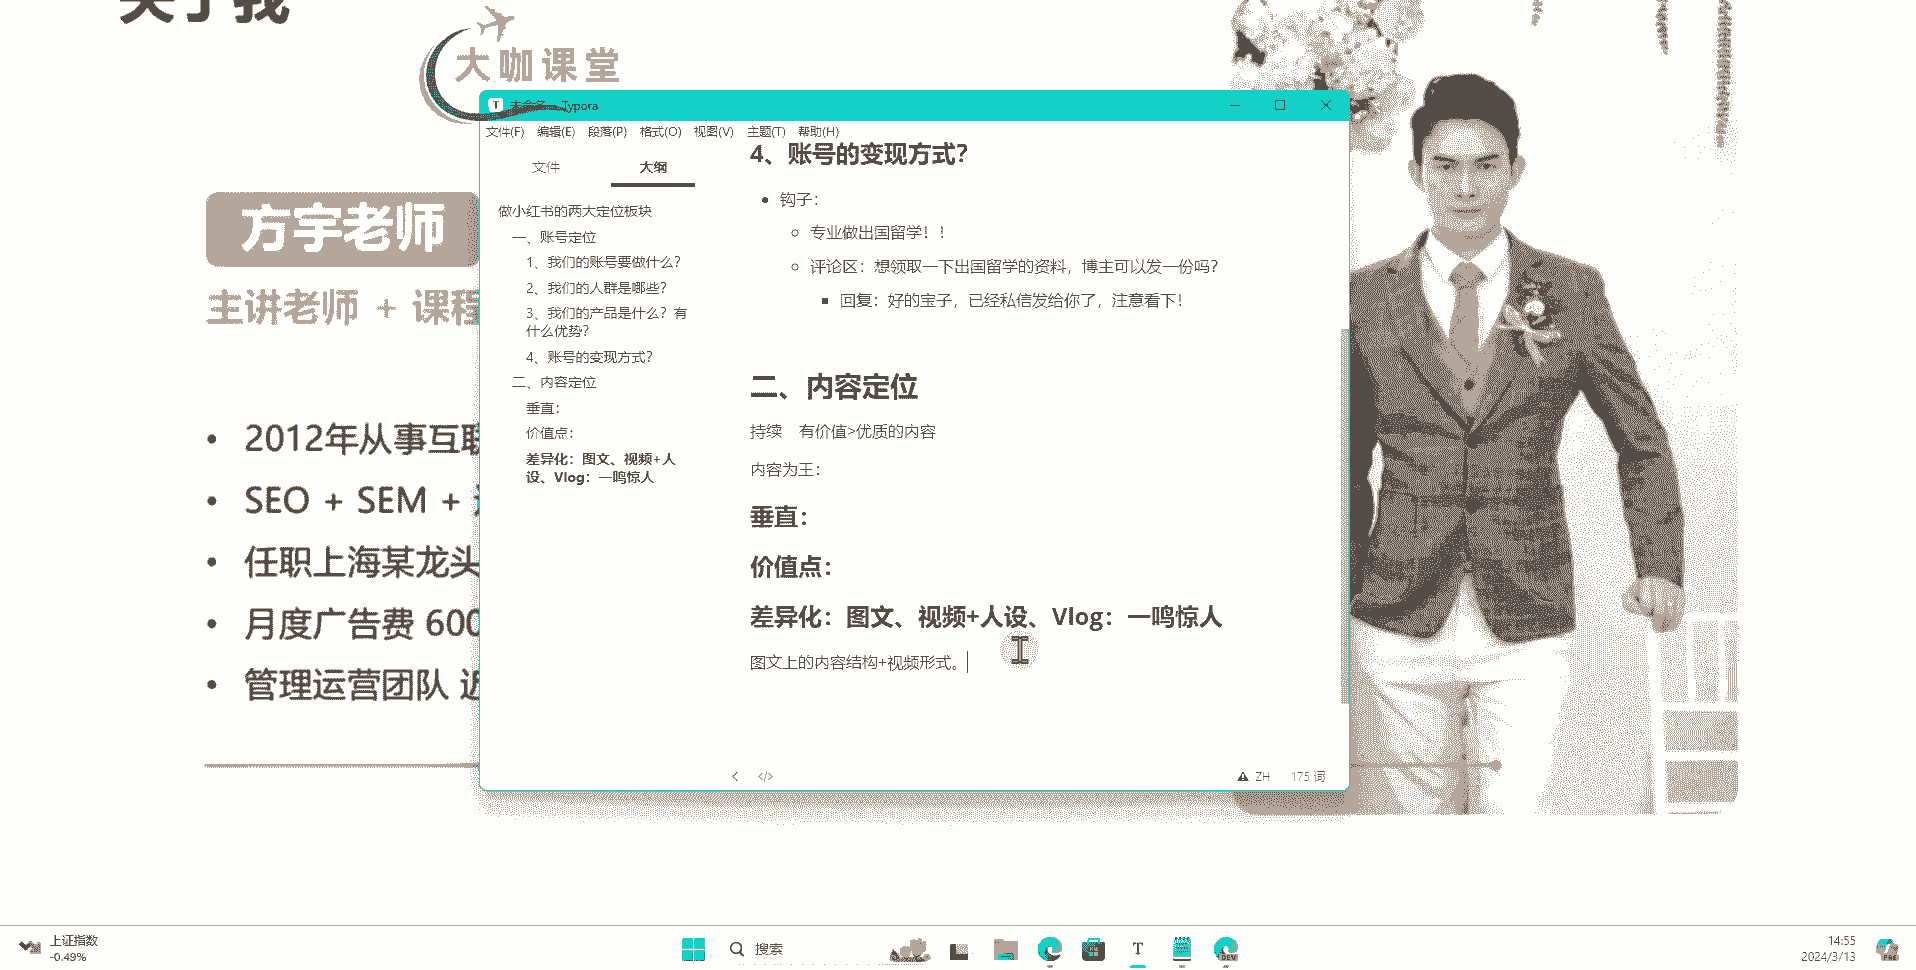 关于我
大咖课堂
方宇老师
主讲老师 + 课程
2012年从事互联
SEO + SEM +
任职上海某龙头
月度广告费 600
管理运营团队 近
T 未命名 Typora
文件(F) 编辑(E) 段落(P) 格式(O) 视图(V) 主题(T) 帮助(H)
文件 大纲
做小红书的两大定位板块
一、账号定位
1、我们的账号要做什么？
2、我们的人群是哪些？
3、我们的产品是什么？有
什么优势？
4、账号的变现方式？
二、内容定位
垂直：
价值点：
差异化：图文、视频+人
设、Vlog：一鸣惊人
4、账号的变现方式？
钩子：
专业做出国留学！！
评论区：想领取一下出国留学的资料，博主可以发一份吗？
回复：好的宝子，已经私信发给你了，注意看下！
二、内容定位
持续 有价值>优质的内容
内容为王：
垂直：
价值点：
差异化：图文、视频+人设、Vlog：一鸣惊人
图文上的内容结构+视频形式。
</> ZH 175 词
上证指数
-0.49%
搜索
T
DEV
14:55
2024/3/13
PRE